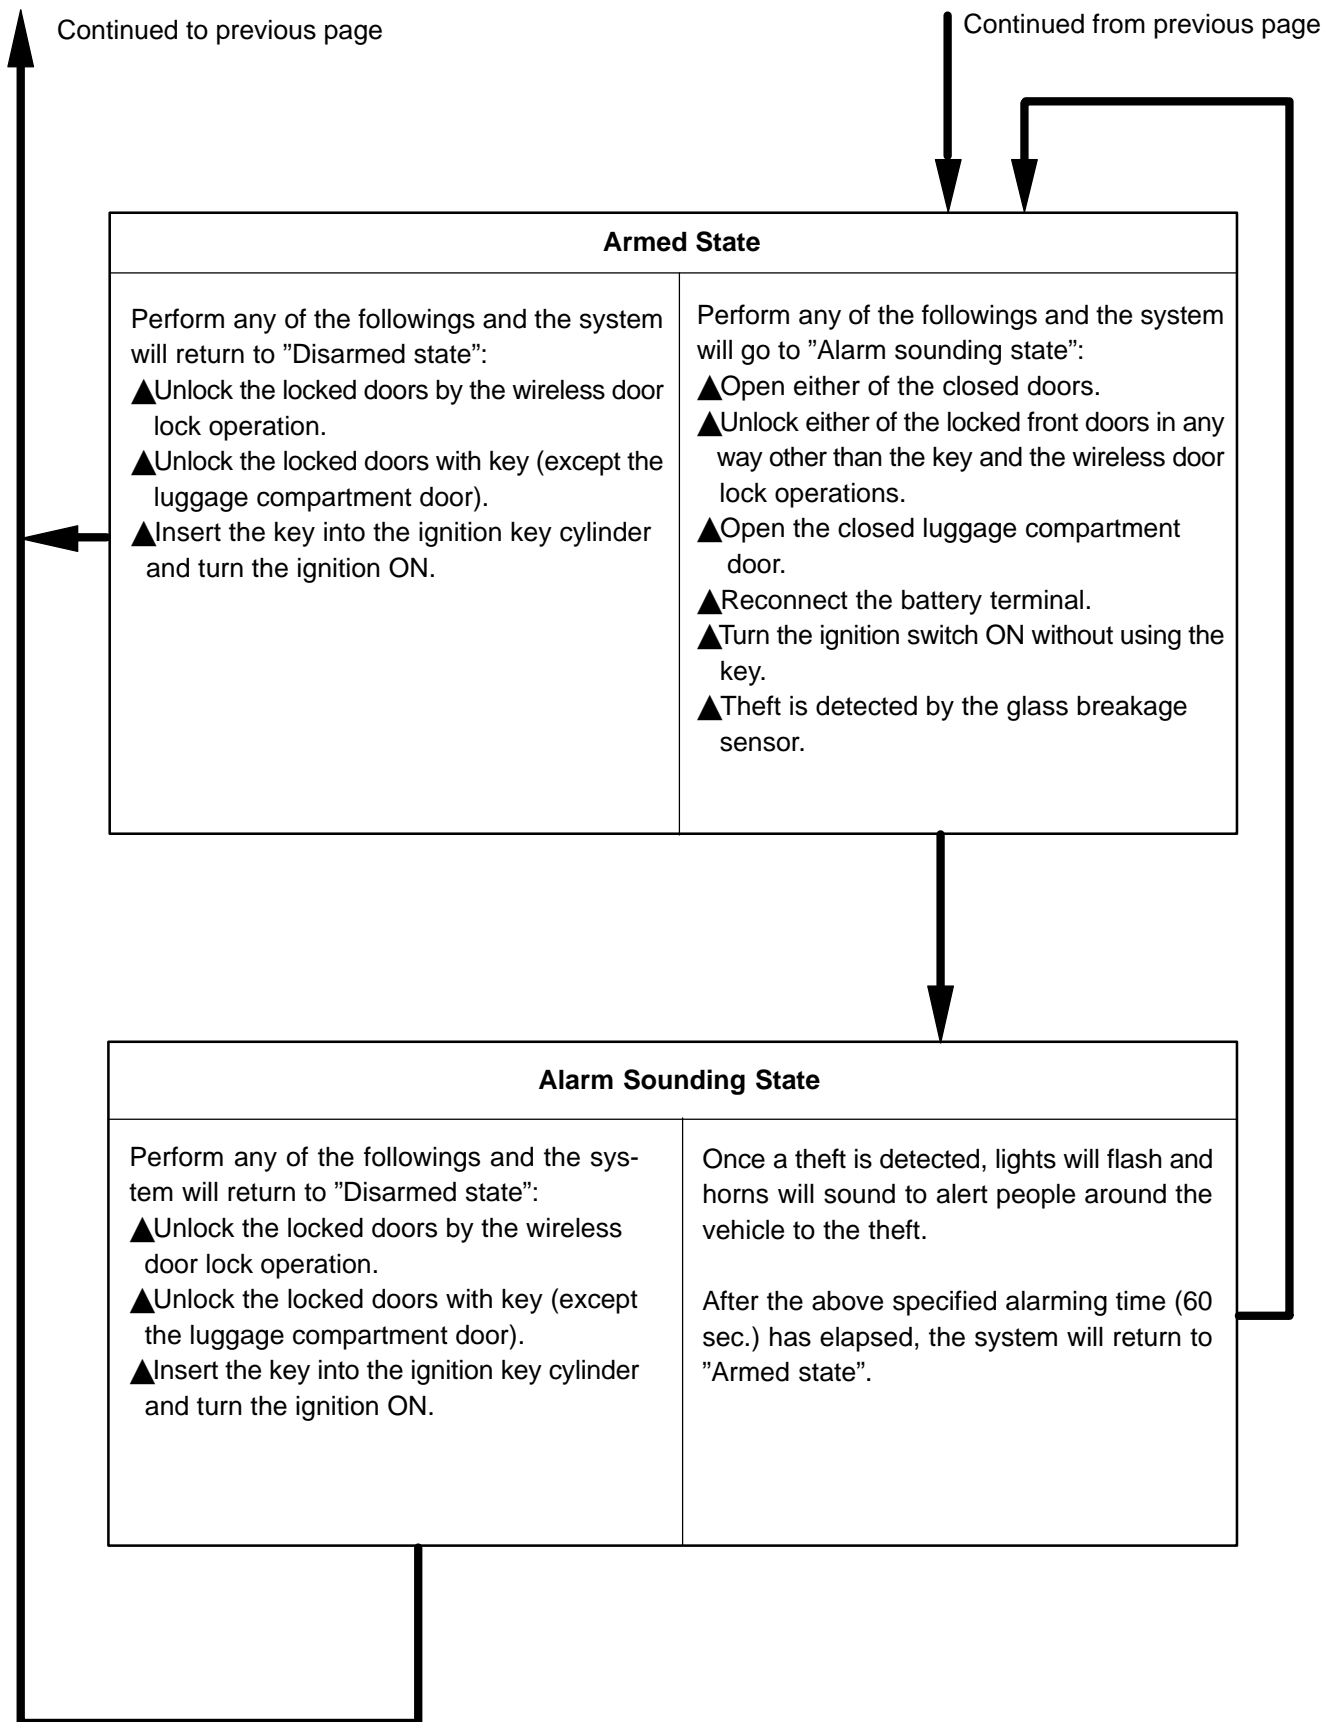 Continued to previous page
Continued from previous page
Armed State
Perform any of the followings and the system
will return to ”Disarmed state”:
▲Unlock the locked doors by the wireless door
lock operation.
▲Unlock the locked doors with key (except the
luggage compartment door).
▲Insert the key into the ignition key cylinder
and turn the ignition ON.
Perform any of the followings and the system
will go to ”Alarm sounding state”:
▲Open either of the closed doors.
▲Unlock either of the locked front doors in any
way other than the key and the wireless door
lock operations.
▲Open the closed luggage compartment
door.
▲Reconnect the battery terminal.
▲Turn the ignition switch ON without using the
key.
▲Theft is detected by the glass breakage
sensor.
Alarm Sounding State
Perform any of the followings and the sys-
tem will return to ”Disarmed state”:
▲Unlock the locked doors by the wireless
door lock operation.
▲Unlock the locked doors with key (except
the luggage compartment door).
▲Insert the key into the ignition key cylinder
and turn the ignition ON.
Once a theft is detected, lights will flash and
horns will sound to alert people around the
vehicle to the theft.
After the above specified alarming time (60
sec.) has elapsed, the system will return to
”Armed state”.